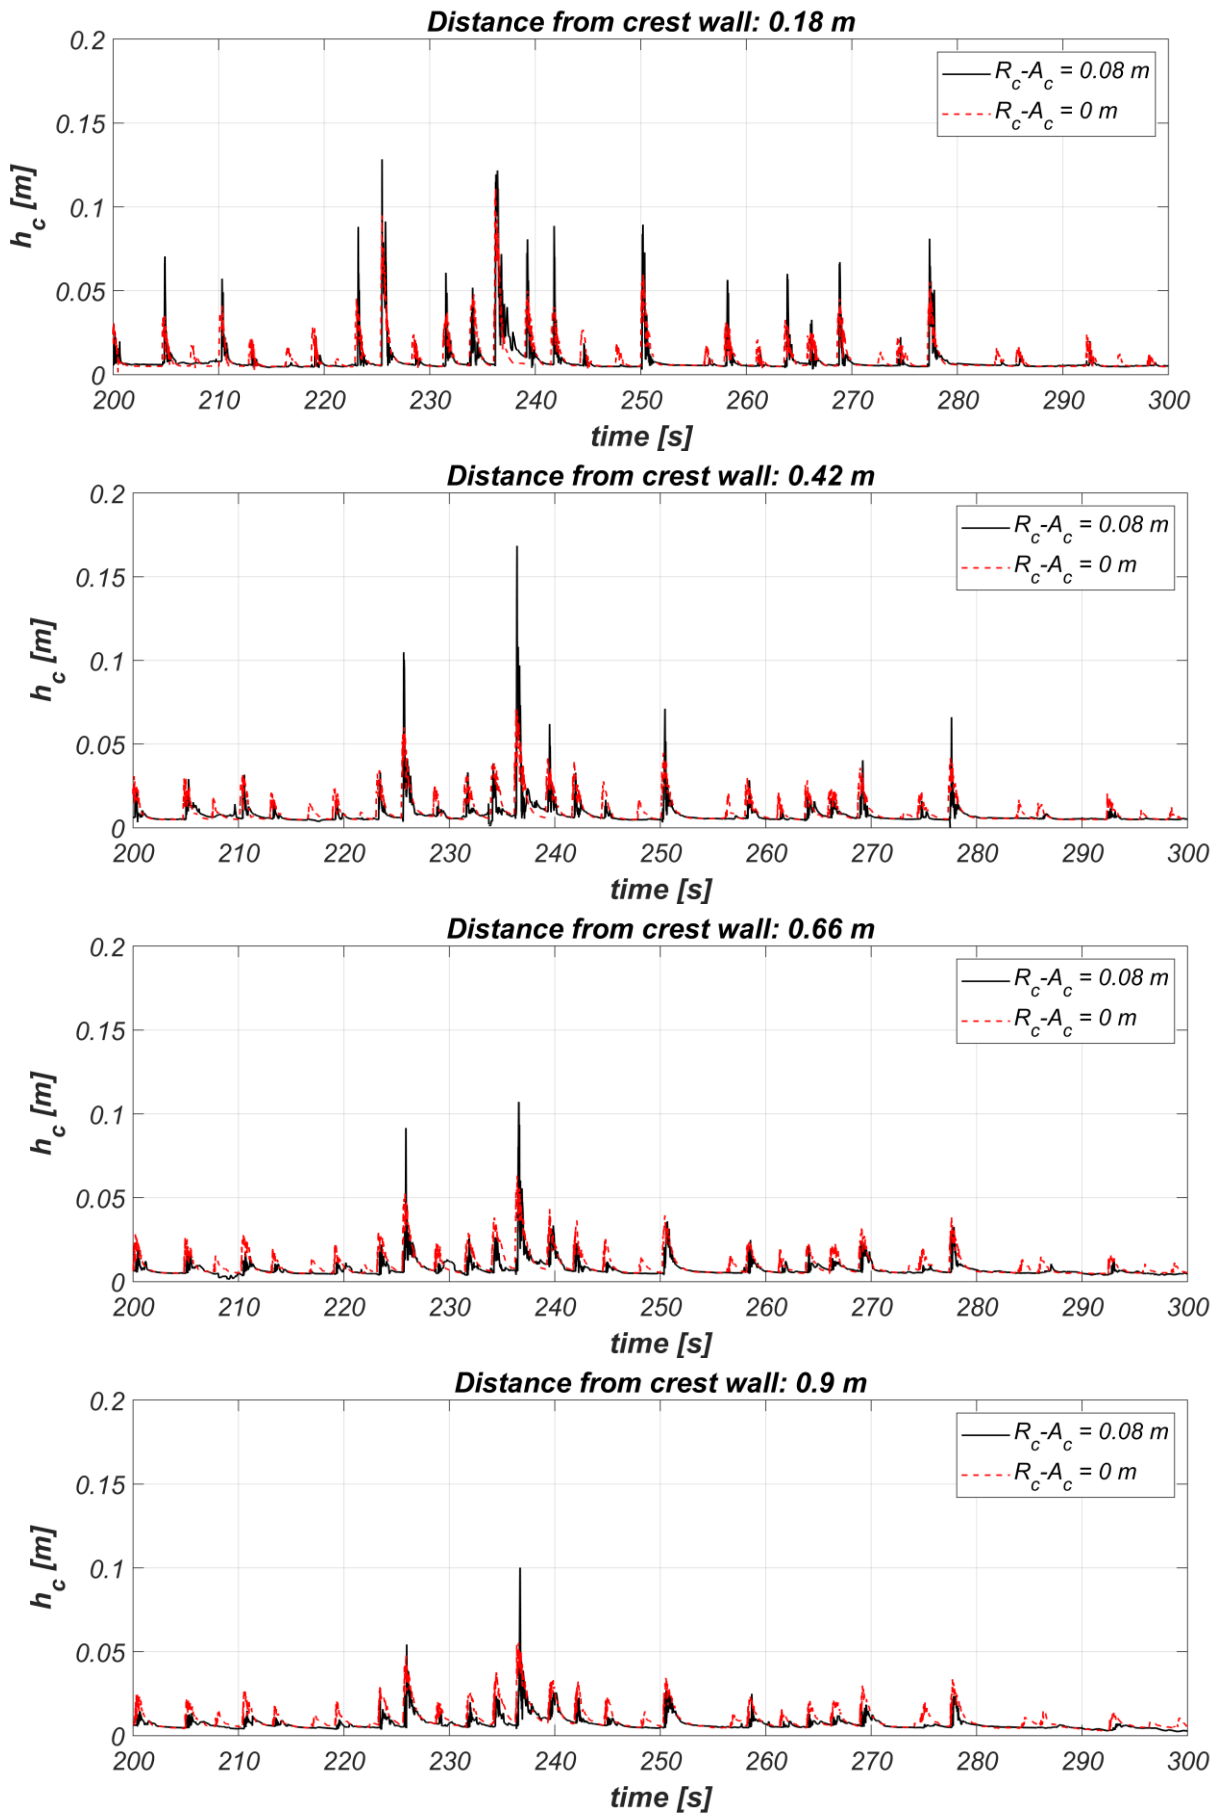 Distance from crest wall: 0.18 m
0.2
0.15
0.1
0.05
0
h_c [m]
R_c-A_c = 0.08 m
R_c-A_c = 0 m
200 210 220 230 240 250 260 270 280 290 300
time [s]
Distance from crest wall: 0.42 m
0.2
0.15
0.1
0.05
0
h_c [m]
R_c-A_c = 0.08 m
R_c-A_c = 0 m
200 210 220 230 240 250 260 270 280 290 300
time [s]
Distance from crest wall: 0.66 m
0.2
0.15
0.1
0.05
0
h_c [m]
R_c-A_c = 0.08 m
R_c-A_c = 0 m
200 210 220 230 240 250 260 270 280 290 300
time [s]
Distance from crest wall: 0.9 m
0.2
0.15
0.1
0.05
0
h_c [m]
R_c-A_c = 0.08 m
R_c-A_c = 0 m
200 210 220 230 240 250 260 270 280 290 300
time [s]